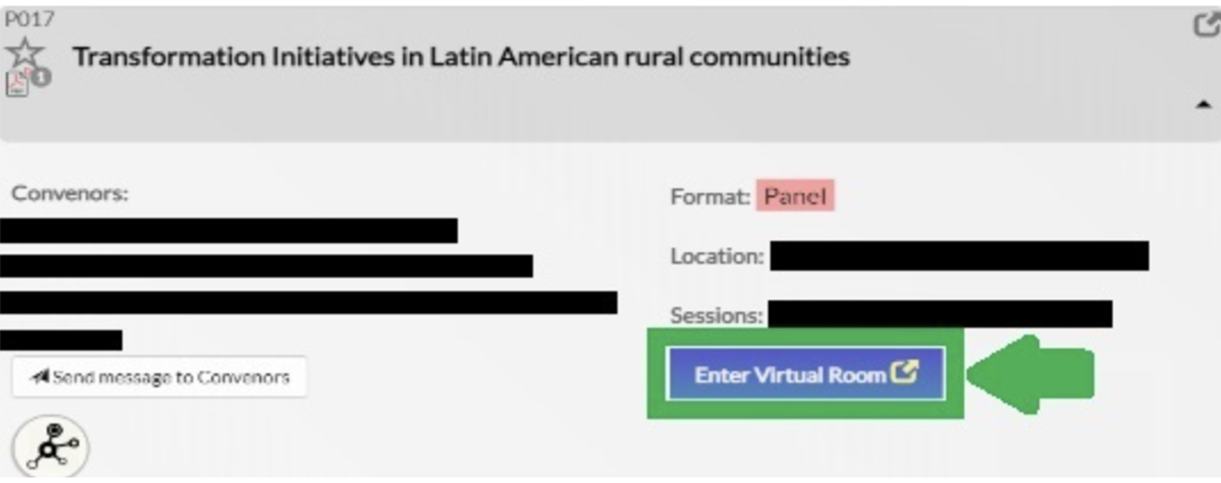 P017
Transformation Initiatives in Latin American rural communities
1
Convenors:
Format: Panel
Location:
Sessions:
Enter Virtual Room
Send message to Convenors